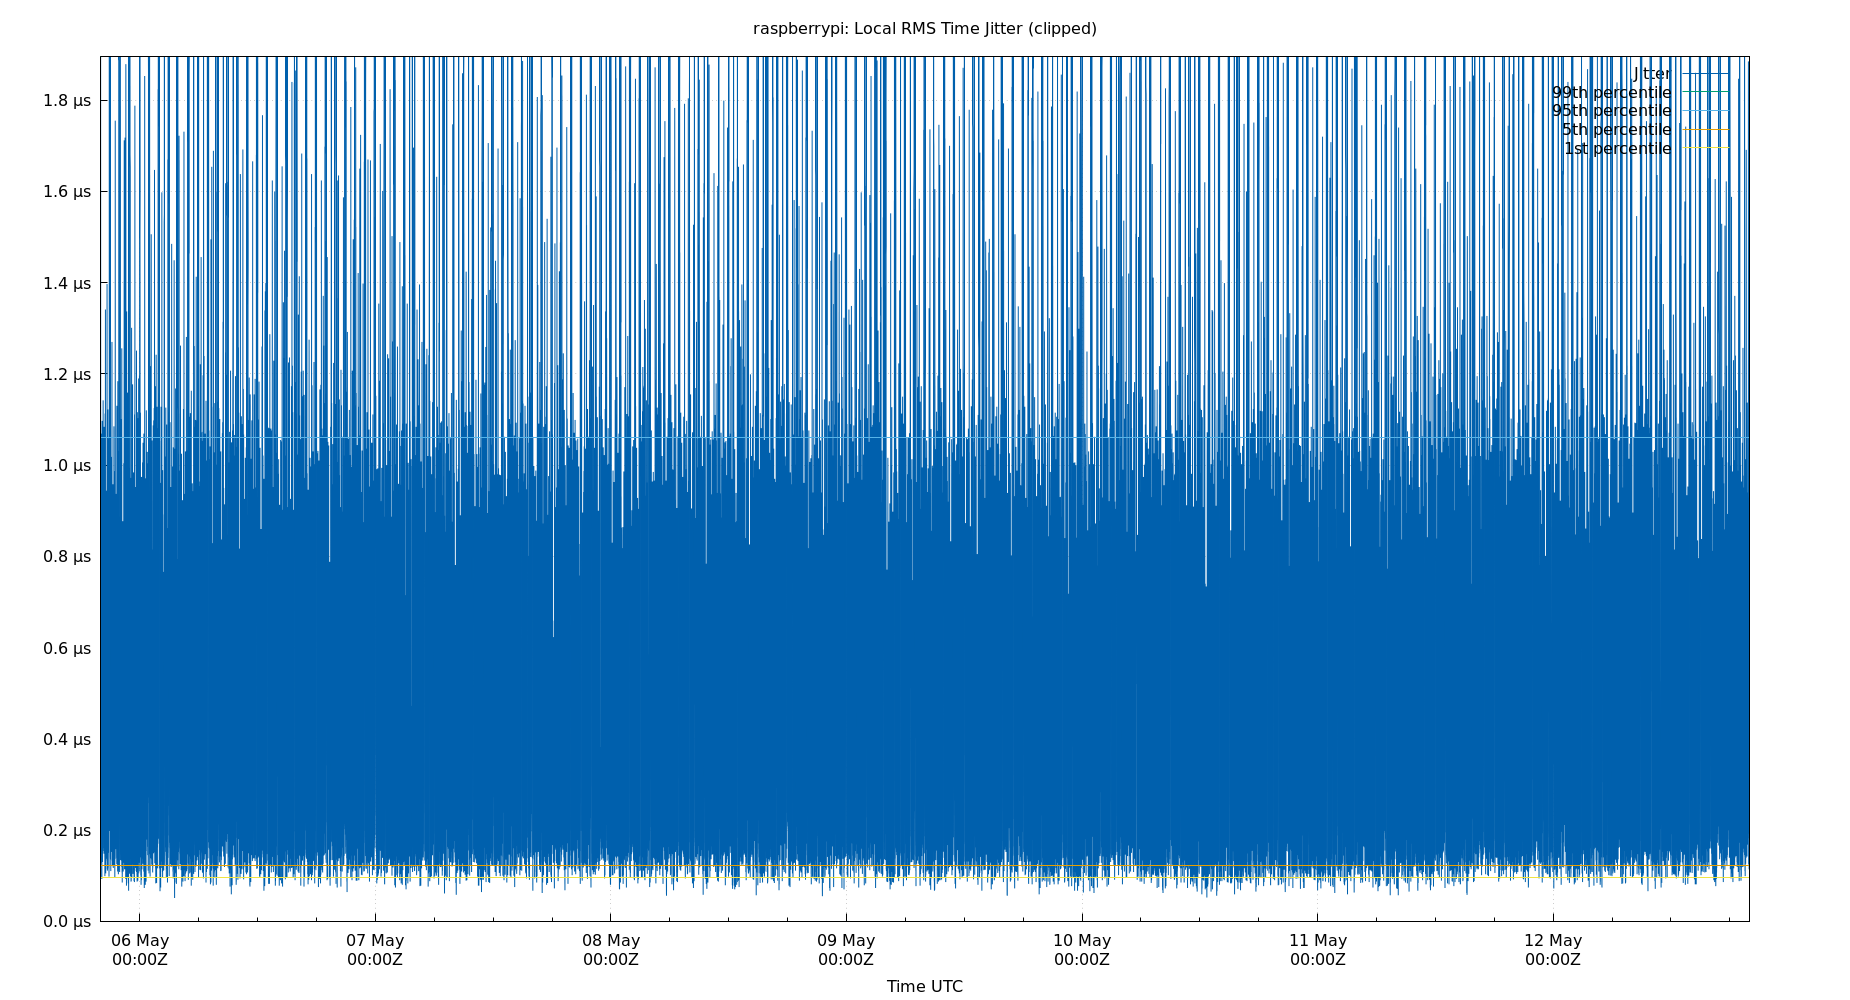 raspberrypi: Local RMS Time Jitter (clipped)
Jitter
99th percentile
95th percentile
5th percentile
1st percentile
1.8 µs
1.6 µs
1.4 µs
1.2 µs
1.0 µs
0.8 µs
0.6 µs
0.4 µs
0.2 µs
0.0 µs
06 May 07 May 08 May 09 May 10 May 11 May 12 May
00:00Z 00:00Z 00:00Z 00:00Z 00:00Z 00:00Z 00:00Z
Time UTC